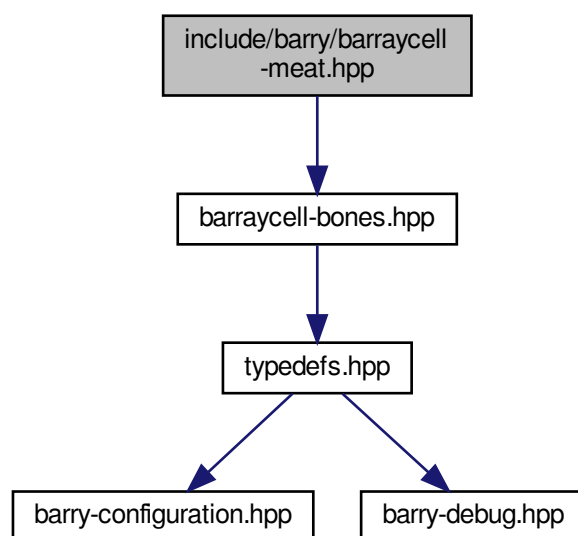 include/barry/barraycell
-meat.hpp
barraycell-bones.hpp
typedefs.hpp
barry-configuration.hpp
barry-debug.hpp